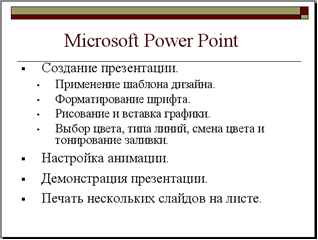 Microsoft Power Point
Создание презентации.
Применение шаблона дизайна.
Форматирование шрифта.
Рисование и вставка графики.
Выбор цвета, типа линий, смена цвета и
тонирование заливки.
Настройка анимации.
Демонстрация презентации.
Печать нескольких слайдов на листе.